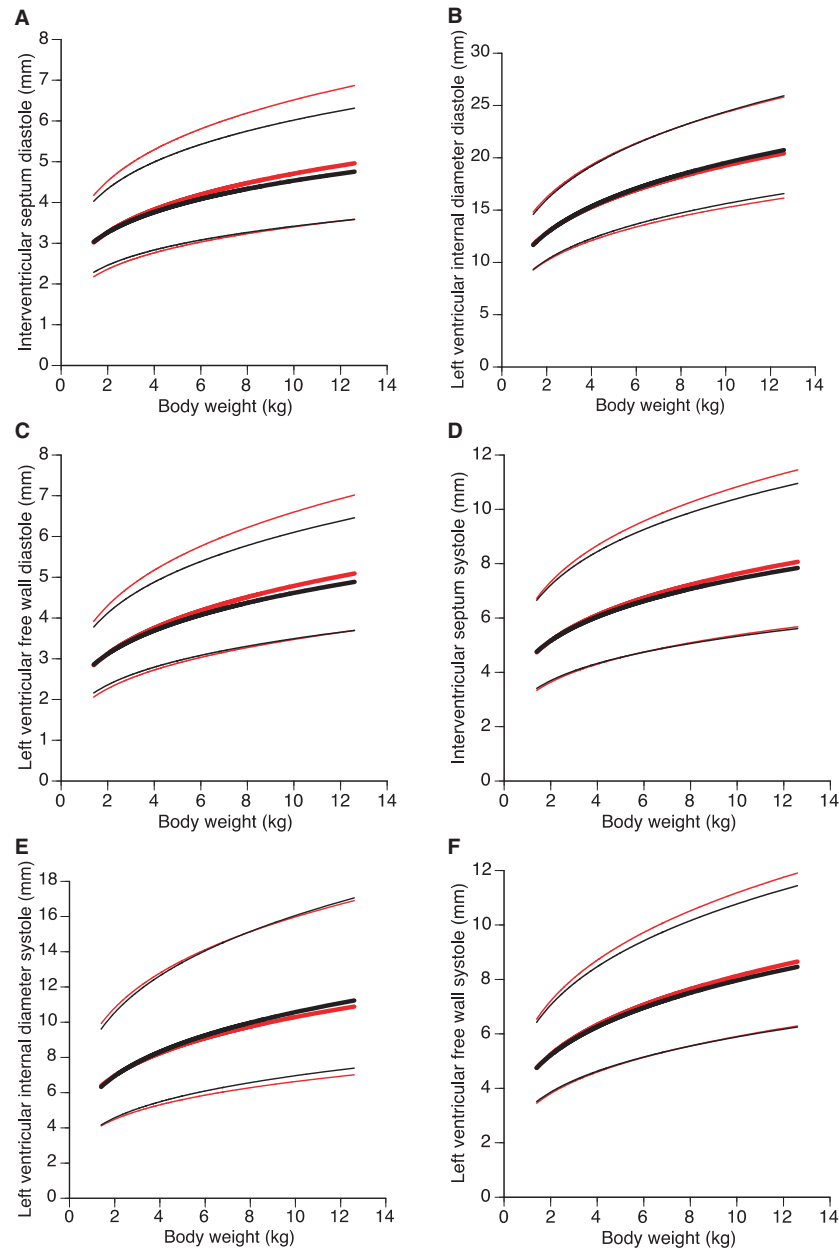 A
Interventricular septum diastole (mm)
8
7
6
5
4
3
2
1
0
0 2 4 6 8 10 12 14
Body weight (kg)
B
Left ventricular internal diameter diastole (mm)
30
25
20
15
10
5
0
0 2 4 6 8 10 12 14
Body weight (kg)
C
Left ventricular free wall diastole (mm)
8
7
6
5
4
3
2
1
0
0 2 4 6 8 10 12 14
Body weight (kg)
D
Interventricular septum systole (mm)
12
10
8
6
4
2
0
0 2 4 6 8 10 12 14
Body weight (kg)
E
Left ventricular internal diameter systole (mm)
18
16
14
12
10
8
6
4
2
0
0 2 4 6 8 10 12 14
Body weight (kg)
F
Left ventricular free wall systole (mm)
12
10
8
6
4
2
0
0 2 4 6 8 10 12 14
Body weight (kg)